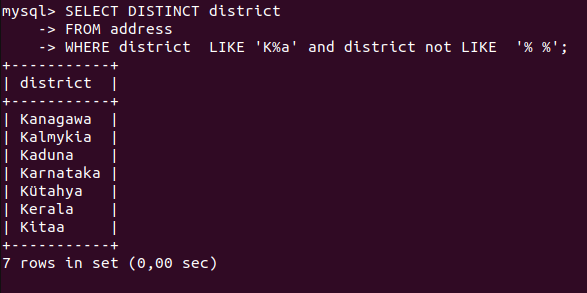 mysql> SELECT DISTINCT district
    -> FROM address
    -> WHERE district  LIKE 'K%a' and district not LIKE  '% %';
+-----------+
| district  |
+-----------+
| Kanagawa  |
| Kalmykia  |
| Kaduna    |
| Karnataka |
| Kütahya   |
| Kerala    |
| Kitaa     |
+-----------+
7 rows in set (0,00 sec)